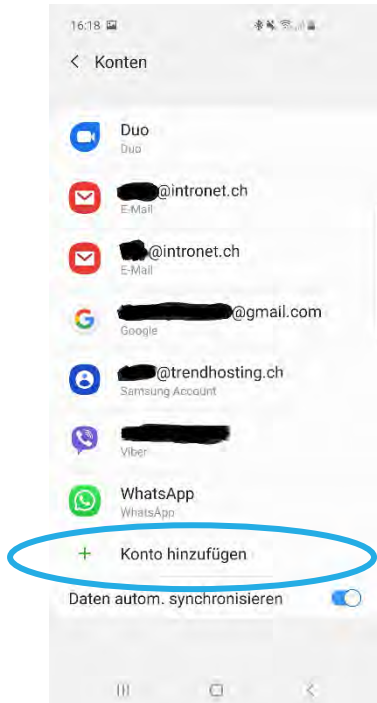 16:18
Konten
Duo
Duo
@intronet.ch
E-Mail
@intronet.ch
E-Mail
@gmail.com
Google
@trendhosting.ch
Samsung Account
Viber
WhatsApp
WhatsApp
Konto hinzufügen
Daten autom. synchronisieren